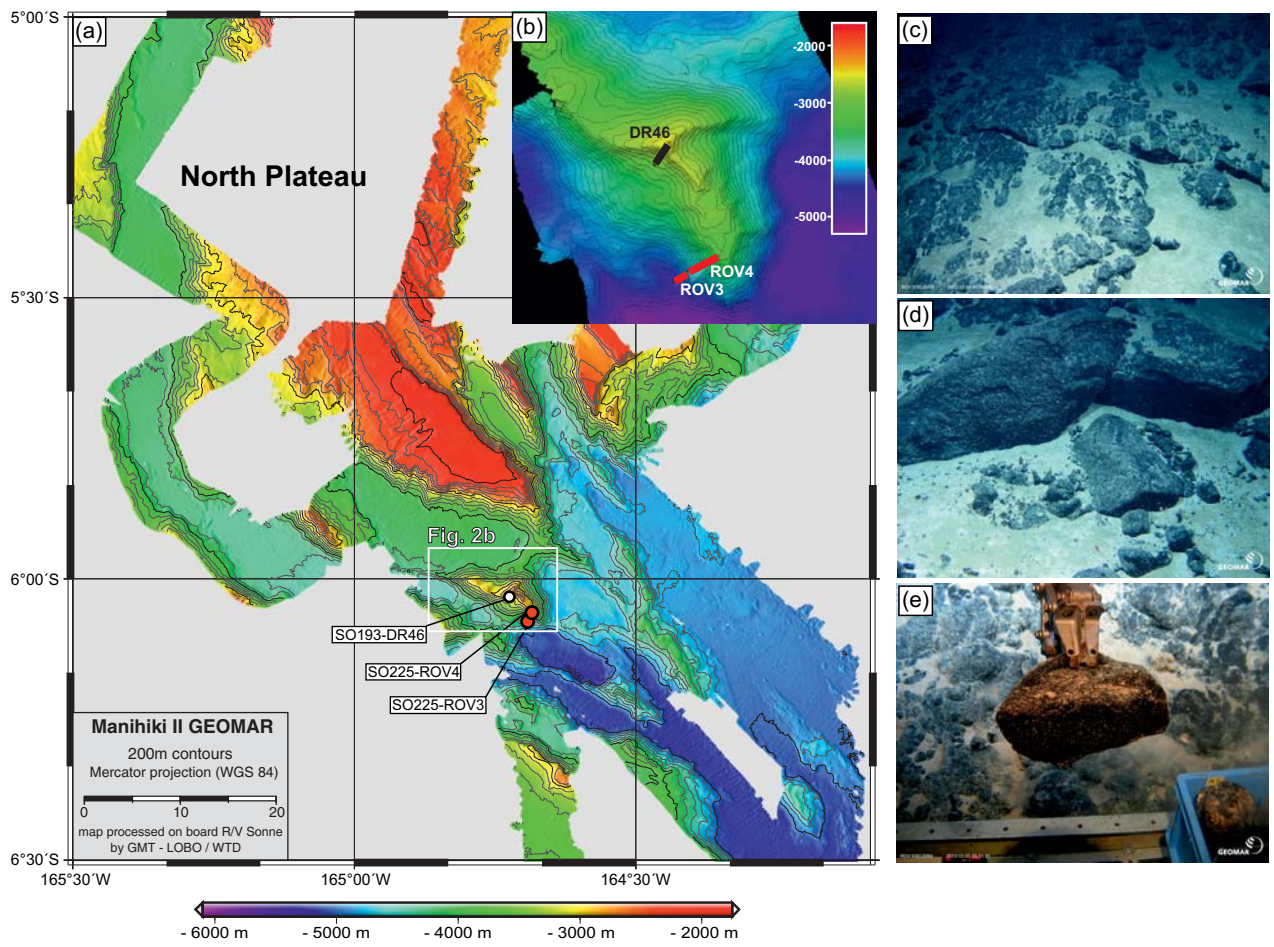 5°00´S
5°30´S
6°00´S
6°30´S
165°30´W
165°00´W
164°30´W
(a)
North Plateau
Fig. 2b
SO193-DR46
SO225-ROV4
SO225-ROV3
Manihiki II GEOMAR
200m contours
Mercator projection (WGS 84)
0 10 20
map processed on board R/V Sonne
by GMT - LOBO / WTD
- 6000 m - 5000 m - 4000 m - 3000 m - 2000 m
(b)
DR46
ROV4
ROV3
-2000
-3000
-4000
-5000
(c)
GEOMAR
(d)
GEOMAR
(e)
GEOMAR